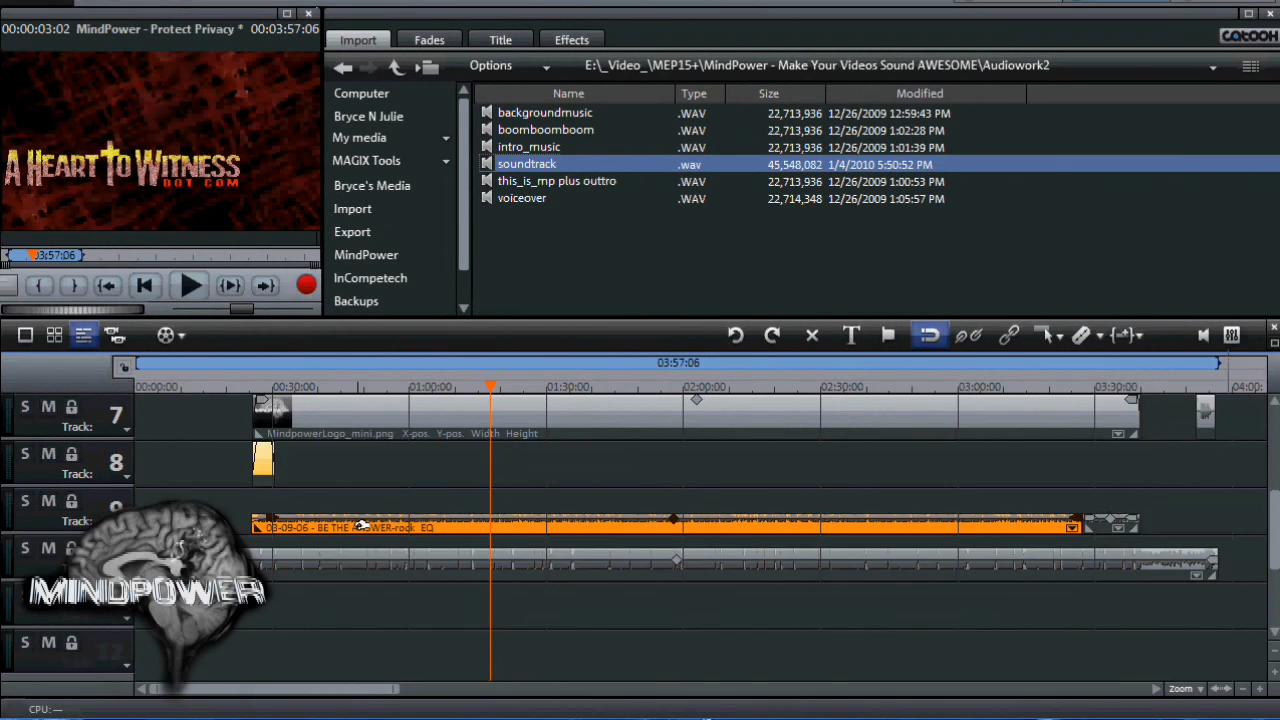 00:00:03:02 MindPower - Protect Privacy * 00:03:57:06
A HEART TO WITNESS
DOT COM
03:57:06
Import Fades Title Effects
catooh
Options E:\_Video_\MEP15+\MindPower - Make Your Videos Sound AWESOME\Audiowork2
Name Type Size Modified
Computer
Bryce N Julie
My media
MAGIX Tools
Bryce's Media
Import
Export
MindPower
InCompetech
Backups
backgroundmusic .WAV 22,713,936 12/26/2009 12:59:43 PM
boomboomboom .WAV 22,713,936 12/26/2009 1:02:28 PM
intro_music .WAV 22,713,936 12/26/2009 1:01:39 PM
soundtrack .wav 45,548,082 1/4/2010 5:50:52 PM
this_is_mp plus outtro .WAV 22,713,936 12/26/2009 1:00:53 PM
voiceover .WAV 22,714,348 12/26/2009 1:05:57 PM
03:57:06
00:00:00 00:30:00 01:00:00 01:30:00 02:00:00 02:30:00 03:00:00 03:30:00 04:00:
S M 7
Track:
MindpowerLogo_mini.png X-pos. Y-pos. Width Height
S M 8
Track:
S M
Track:
03-09-06 - BE THE ANSWER-rock EQ
S M
MINDPOWER
S M
Zoom
CPU: —